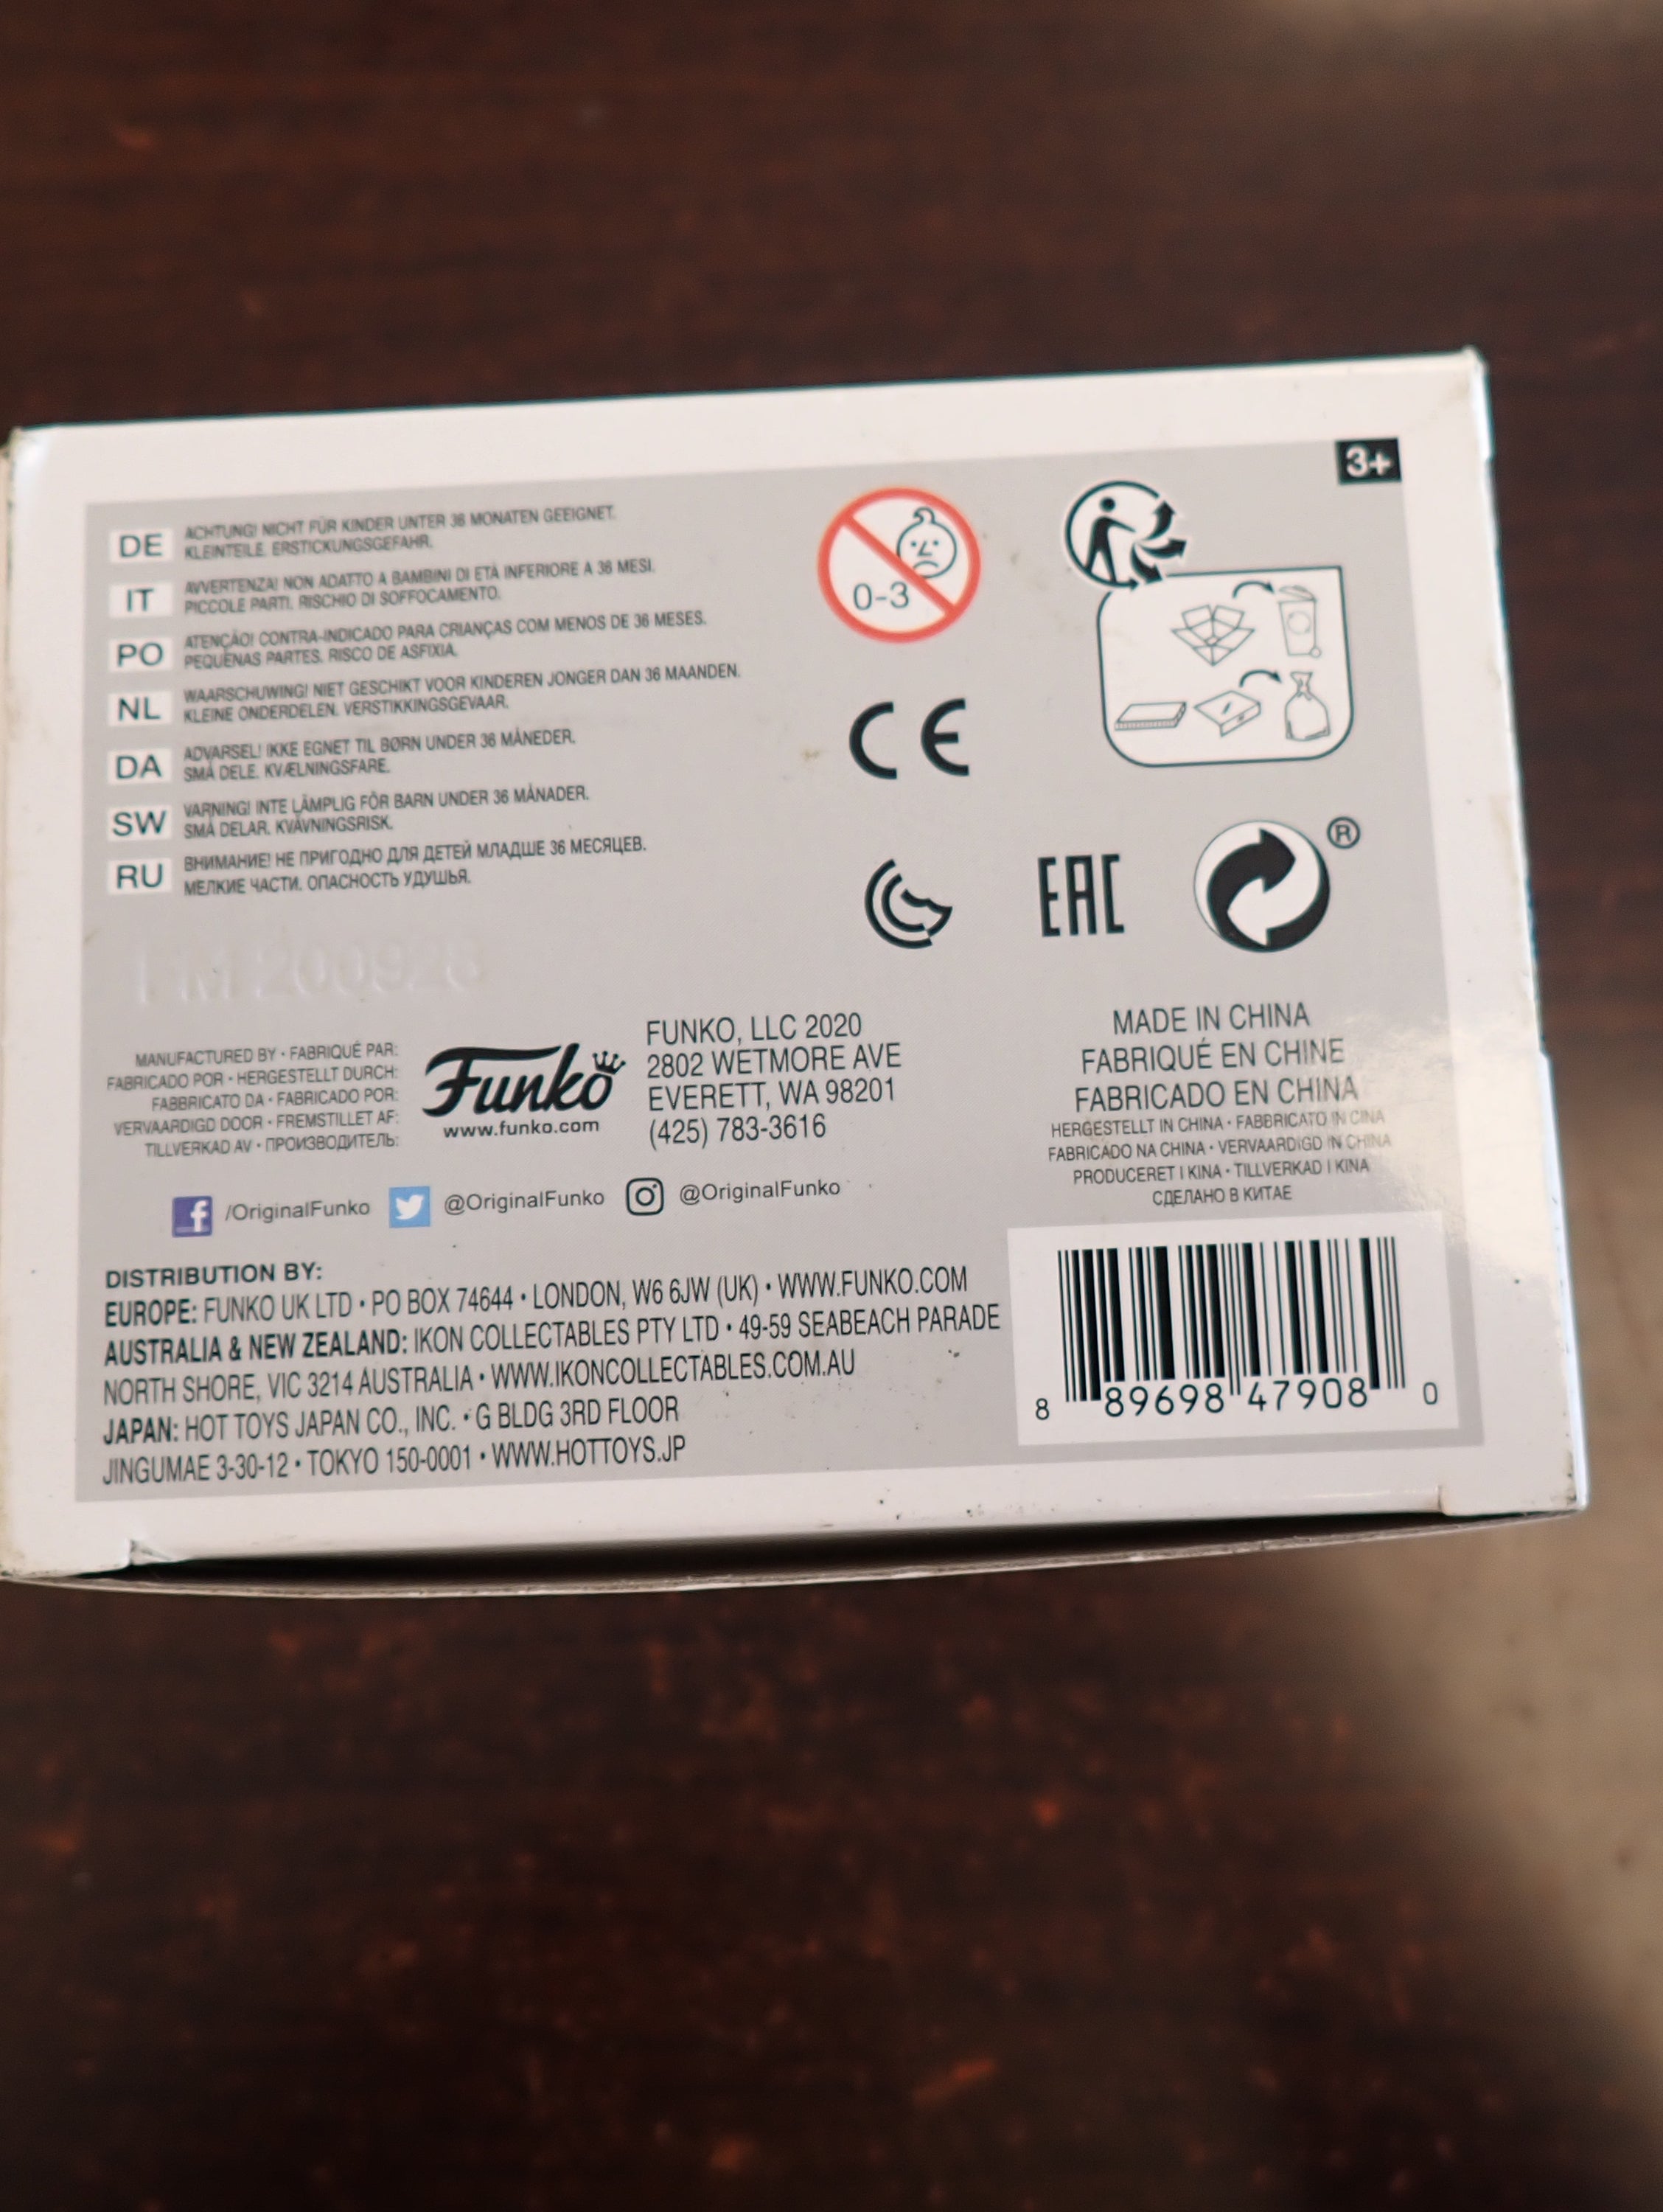 3+
DE
ACHTUNG! NICHT FÜR KINDER UNTER 36 MONATEN GEEIGNET.
KLEINTEILE. ERSTICKUNGSGEFAHR.
IT
AVVERTENZA! NON ADATTO A BAMBINI DI ETÀ INFERIORE A 36 MESI.
PICCOLE PARTI. RISCHIO DI SOFFOCAMENTO.
PO
ATENÇÃO! CONTRA-INDICADO PARA CRIANÇAS COM MENOS DE 36 MESES.
PEQUENAS PARTES. RISCO DE ASFIXIA.
NL
WAARSCHUWING! NIET GESCHIKT VOOR KINDEREN JONGER DAN 36 MAANDEN.
KLEINE ONDERDELEN. VERSTIKKINGSGEVAAR.
DA
ADVARSEL! IKKE EGNET TIL BØRN UNDER 36 MÅNEDER.
SMÅ DELE. KVÆLNINGSFARE.
SW
VARNING! INTE LÄMPLIG FÖR BARN UNDER 36 MÅNADER.
SMÅ DELAR. KVÄVNINGSRISK.
RU
ВНИМАНИЕ! НЕ ПРИГОДНО ДЛЯ ДЕТЕЙ МЛАДШЕ 36 МЕСЯЦЕВ.
МЕЛКИЕ ЧАСТИ. ОПАСНОСТЬ УДУШЬЯ.
0-3
CE
EAC
®
200928
MANUFACTURED BY • FABRIQUÉ PAR:
FABRICADO POR • HERGESTELLT DURCH:
FABBRICATO DA • FABRICADO POR:
VERVAARDIGD DOOR • FREMSTILLET AF:
TILLVERKAD AV • ПРОИЗВОДИТЕЛЬ:
Funko
www.funko.com
FUNKO, LLC 2020
2802 WETMORE AVE
EVERETT, WA 98201
(425) 783-3616
MADE IN CHINA
FABRIQUÉ EN CHINE
FABRICADO EN CHINA
HERGESTELLT IN CHINA • FABBRICATO IN CINA
FABRICADO NA CHINA • VERVAARDIGD IN CHINA
PRODUCERET I KINA • TILLVERKAD I KINA
СДЕЛАНО В КИТАЕ
/OriginalFunko @OriginalFunko @OriginalFunko
DISTRIBUTION BY:
EUROPE: FUNKO UK LTD • PO BOX 74644 • LONDON, W6 6JW (UK) • WWW.FUNKO.COM
AUSTRALIA & NEW ZEALAND: IKON COLLECTABLES PTY LTD • 49-59 SEABEACH PARADE
NORTH SHORE, VIC 3214 AUSTRALIA • WWW.IKONCOLLECTABLES.COM.AU
JAPAN: HOT TOYS JAPAN CO., INC. • G BLDG 3RD FLOOR
JINGUMAE 3-30-12 • TOKYO 150-0001 • WWW.HOTTOYS.JP
8 89698 47908 0